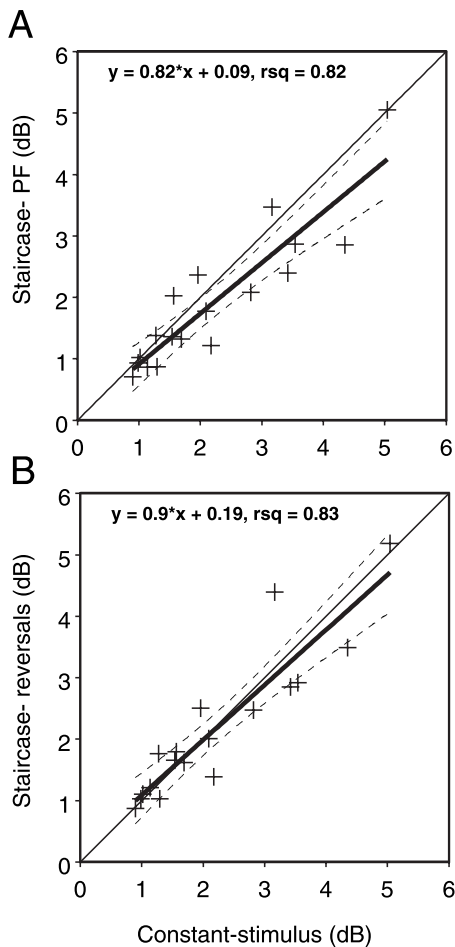 A
y = 0.82*x + 0.09, rsq = 0.82
Staircase- PF (dB)
6
5
4
3
2
1
0
0 1 2 3 4 5 6
B
y = 0.9*x + 0.19, rsq = 0.83
Staircase- reversals (dB)
6
5
4
3
2
1
0
0 1 2 3 4 5 6
Constant-stimulus (dB)